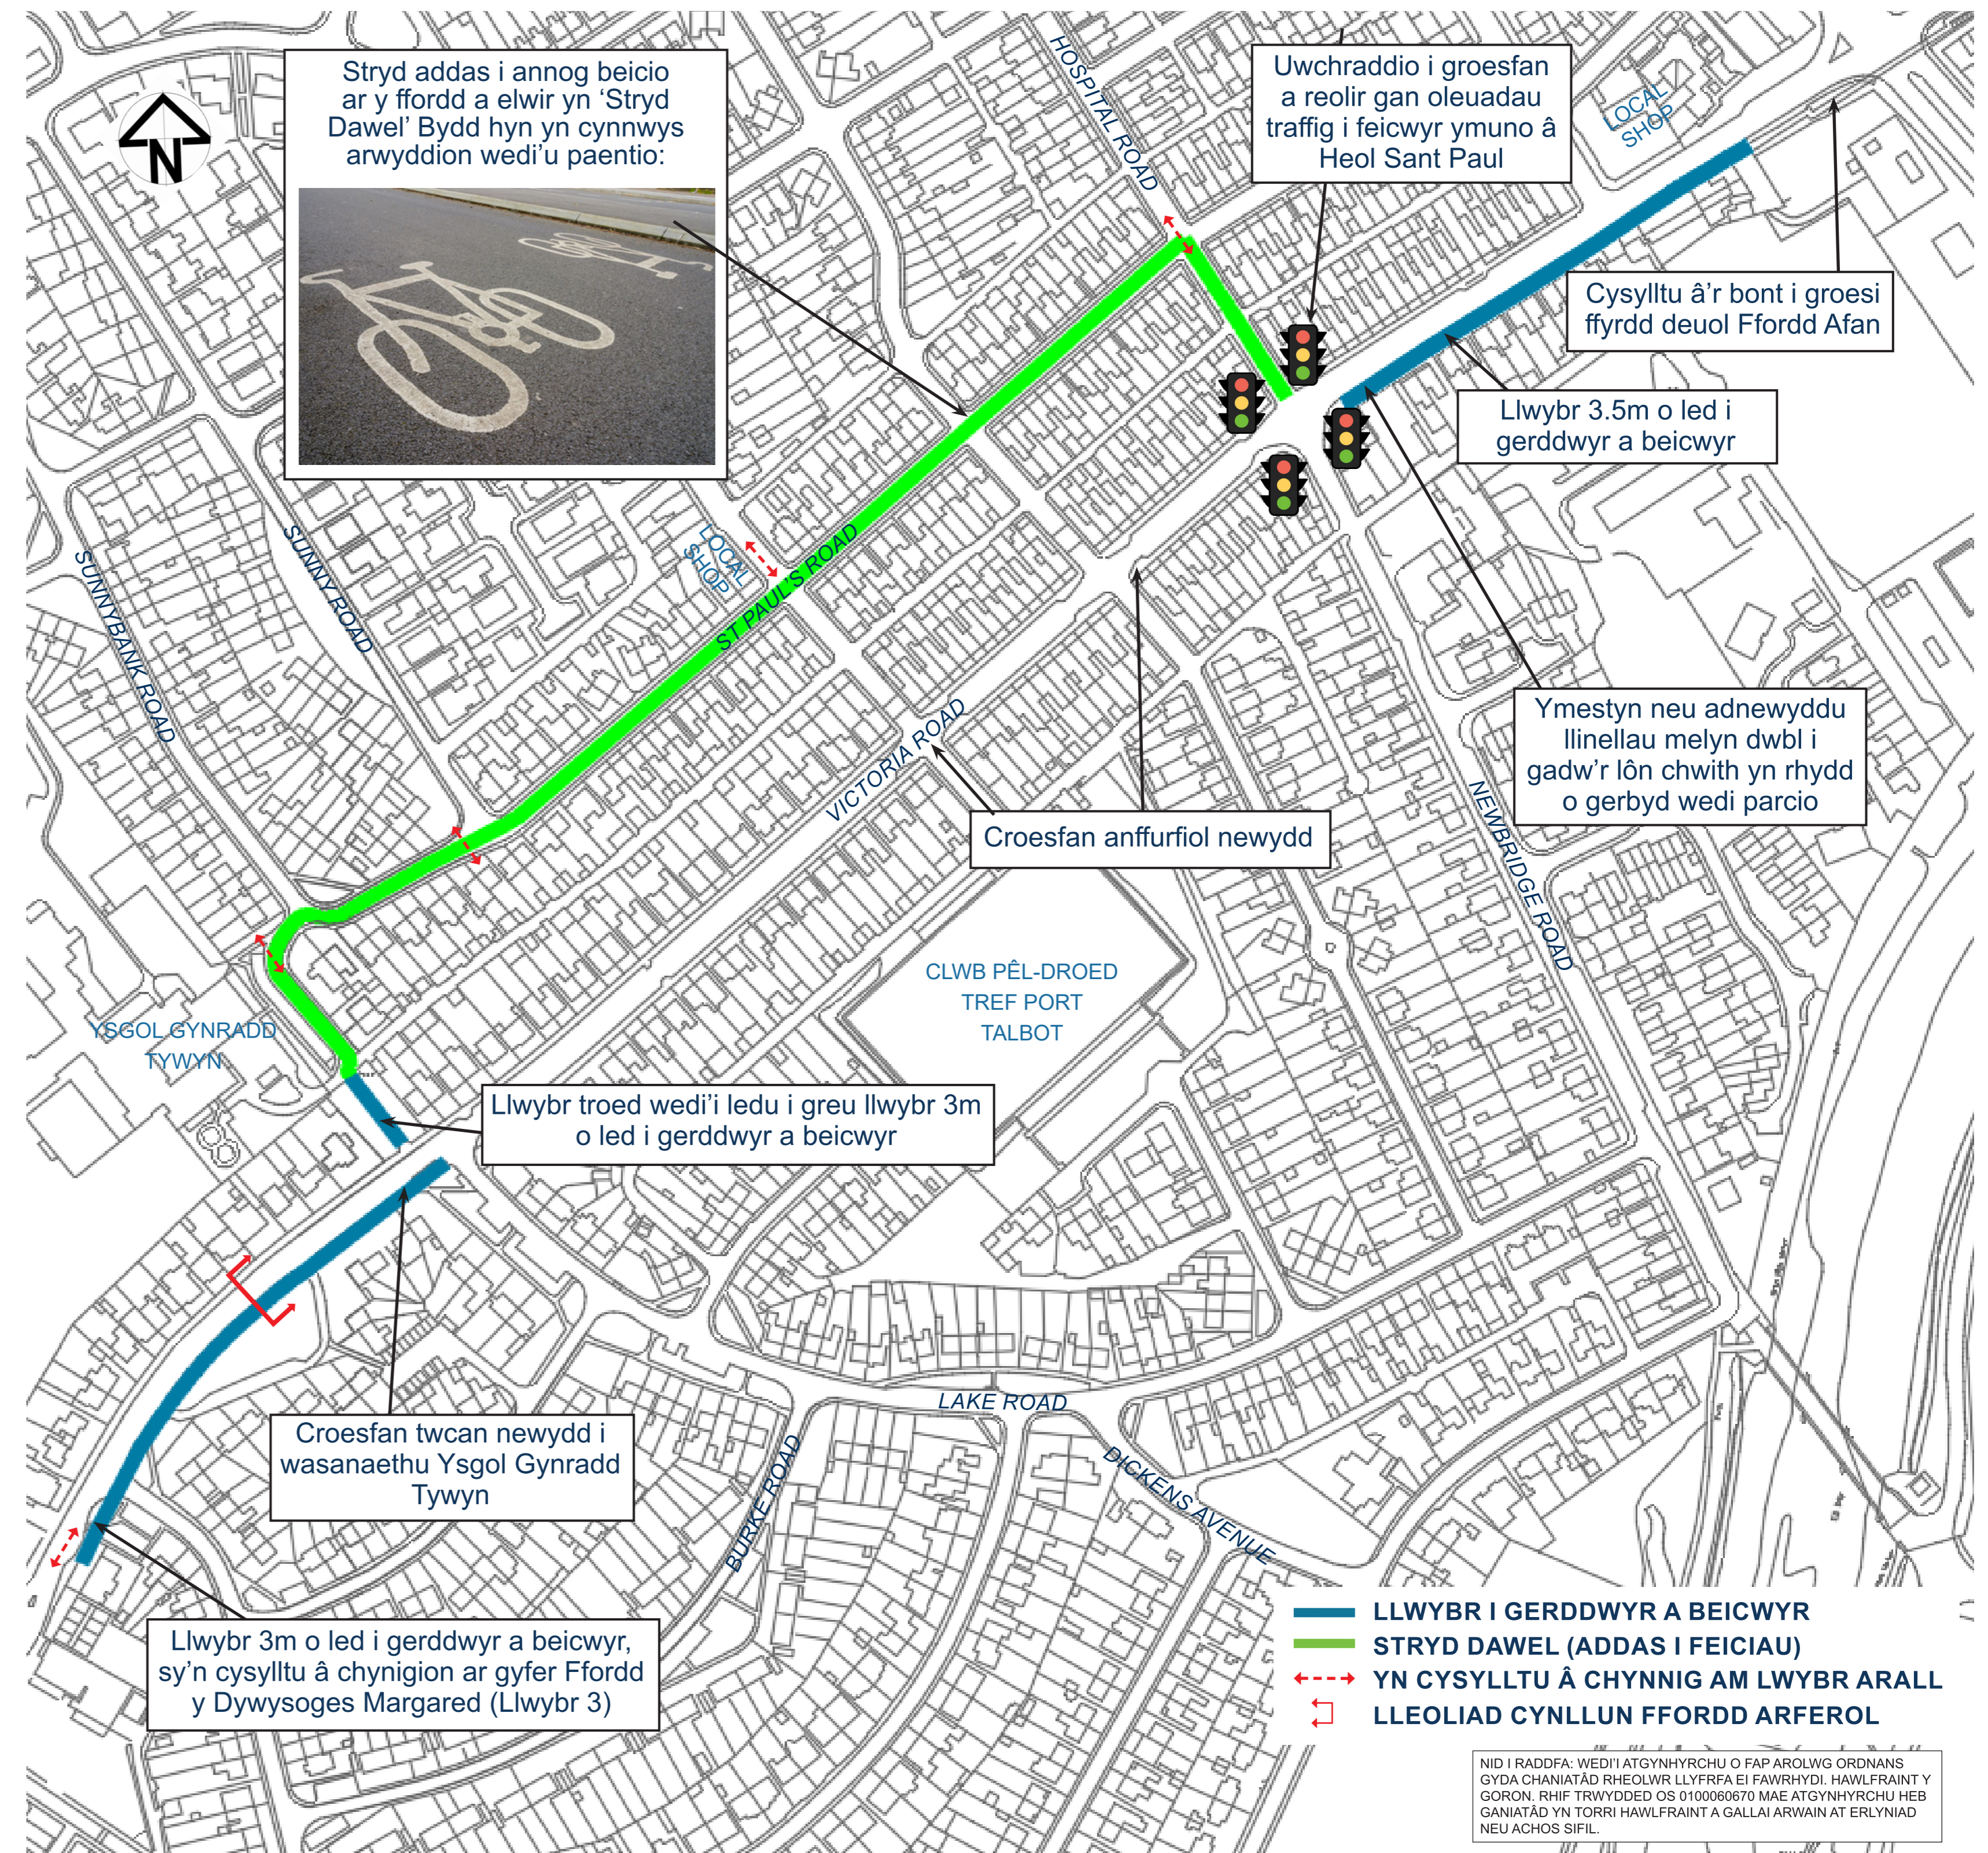 Stryd addas i annog beicio
ar y ffordd a elwir yn ‘Stryd
Dawel’ Bydd hyn yn cynnwys
arwyddion wedi’u paentio:
N
HOSPITAL ROAD
Uwchraddio i groesfan
a reolir gan oleuadau
traffig i feicwyr ymuno â
Heol Sant Paul
LOCAL
SHOP
Cysylltu â’r bont i groesi
ffyrdd deuol Ffordd Afan
Llwybr 3.5m o led i
gerddwyr a beicwyr
SUNNYBANK ROAD
SUNNY ROAD
LOCAL
SHOP
ST PAUL’S ROAD
VICTORIA ROAD
Ymestyn neu adnewyddu
llinellau melyn dwbl i
gadw’r lôn chwith yn rhydd
o gerbyd wedi parcio
Croesfan anffurfiol newydd
NEWBRIDGE ROAD
CLWB PÊL-DROED
TREF PORT
TALBOT
YSGOL GYNRADD
TYWYN
Llwybr troed wedi’i ledu i greu llwybr 3m
o led i gerddwyr a beicwyr
LAKE ROAD
Croesfan twcan newydd i
wasanaethu Ysgol Gynradd
Tywyn
BURKE ROAD
DICKENS AVENUE
Llwybr 3m o led i gerddwyr a beicwyr,
sy’n cysylltu â chynigion ar gyfer Ffordd
y Dywysoges Margared (Llwybr 3)
LLWYBR I GERDDWYR A BEICWYR
STRYD DAWEL (ADDAS I FEICIAU)
YN CYSYLLTU Â CHYNNIG AM LWYBR ARALL
LLEOLIAD CYNLLUN FFORDD ARFEROL
NID I RADDFA: WEDI’I ATGYNHYRCHU O FAP AROLWG ORDNANS
GYDA CHANIATÂD RHEOLWR LLYFRFA EI FAWRHYDI. HAWLFRAINT Y
GORON. RHIF TRWYDDED OS 0100060670 MAE ATGYNHYRCHU HEB
GANIATÂD YN TORRI HAWLFRAINT A GALLAI ARWAIN AT ERLYNIAD
NEU ACHOS SIFIL.